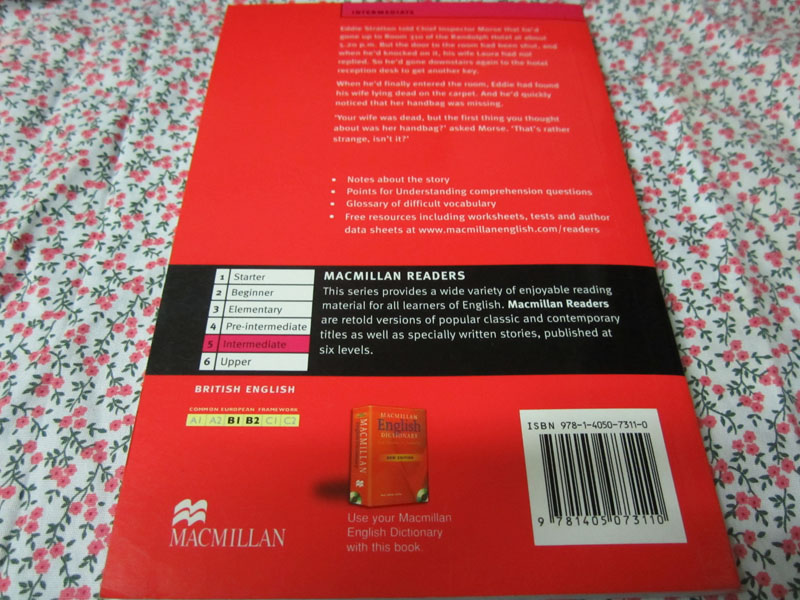 INTERMEDIATE
Eddie Stratton told Chief Inspector Morse that he'd
gone up to Room 310 of the Randolph Hotel at about
5.20 p.m. But the door to the room had been shut, and
when he'd knocked on it, his wife Laura had not
replied. So he'd gone downstairs again to the hotel
reception desk to get another key.
When he'd finally entered the room, Eddie had found
his wife lying dead on the carpet. And he'd quickly
noticed that her handbag was missing.
'Your wife was dead, but the first thing you thought
about was her handbag?' asked Morse. 'That's rather
strange, isn't it?'
• Notes about the story
• Points for Understanding comprehension questions
• Glossary of difficult vocabulary
• Free resources including worksheets, tests and author
data sheets at www.macmillanenglish.com/readers
1 Starter
2 Beginner
3 Elementary
4 Pre-intermediate
5 Intermediate
6 Upper
MACMILLAN READERS
This series provides a wide variety of enjoyable reading
material for all learners of English. Macmillan Readers
are retold versions of popular classic and contemporary
titles as well as specially written stories, published at
six levels.
BRITISH ENGLISH
COMMON EUROPEAN FRAMEWORK
A1 A2 B1 B2 C1 C2
MACMILLAN
MACMILLAN
English
DICTIONARY
NEW EDITION
Use your Macmillan
English Dictionary
with this book.
MACMILLAN
ISBN 978-1-4050-7311-0
9 781405 073110